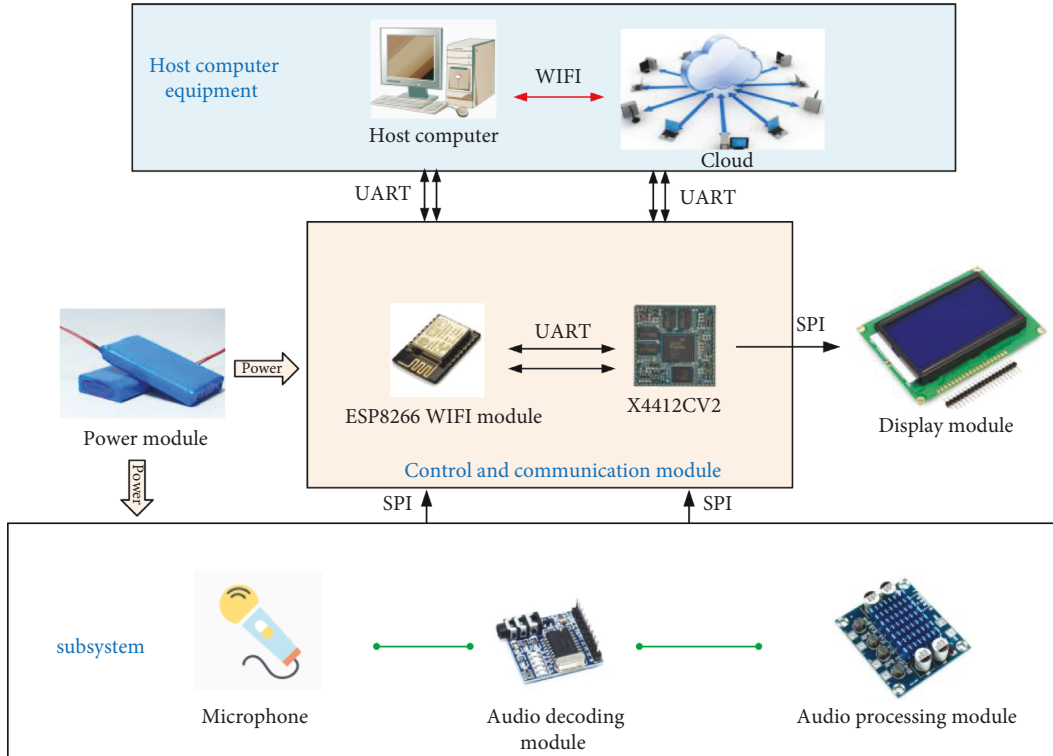 Host computer
equipment
WIFI
Host computer
Cloud
UART
UART
UART
SPI
Power
ESP8266 WIFI module
X4412CV2
Power module
Display module
Control and communication module
Power
SPI
SPI
subsystem
Microphone
Audio decoding
module
Audio processing module